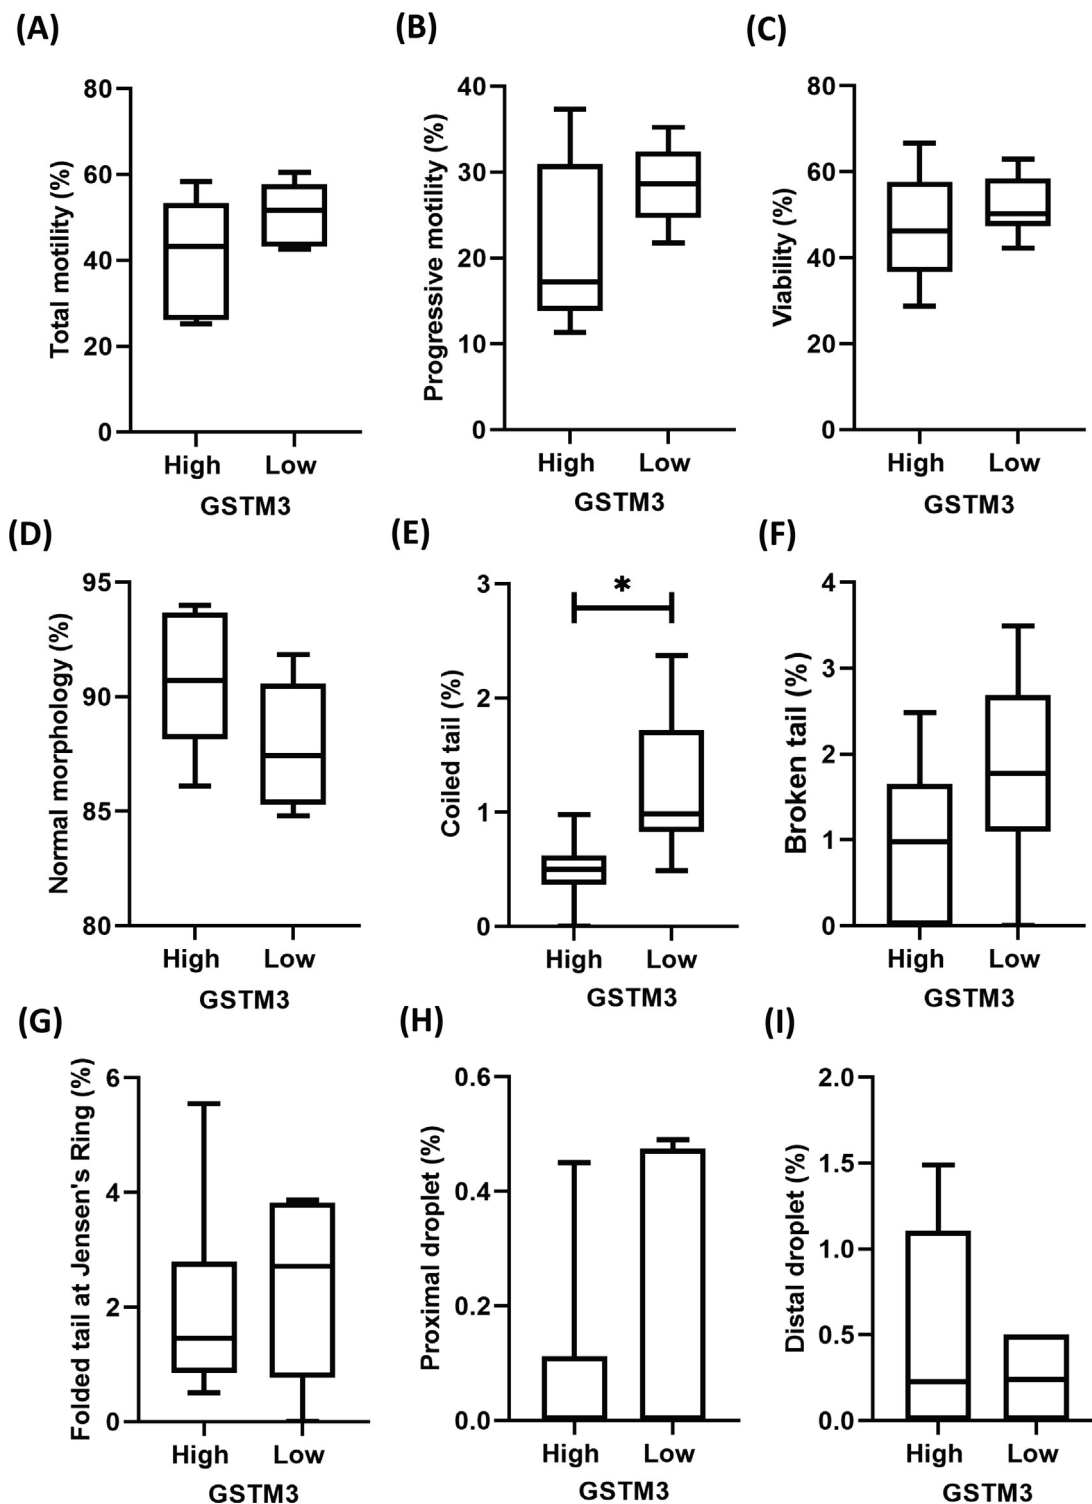 (A)
(B)
(C)
Total motility (%)
80
60
40
20
0
High Low
GSTM3
Progressive motility (%)
40
30
20
10
0
High Low
GSTM3
Viability (%)
80
60
40
20
0
High Low
GSTM3
(D)
(E)
(F)
Normal morphology (%)
95
90
85
80
High Low
GSTM3
Coiled tail (%)
3
2
1
0
*
High Low
GSTM3
Broken tail (%)
4
3
2
1
0
High Low
GSTM3
(G)
(H)
(I)
Folded tail at Jensen's Ring (%)
6
4
2
0
High Low
GSTM3
Proximal droplet (%)
0.6
0.4
0.2
0.0
High Low
GSTM3
Distal droplet (%)
2.0
1.5
1.0
0.5
0.0
High Low
GSTM3